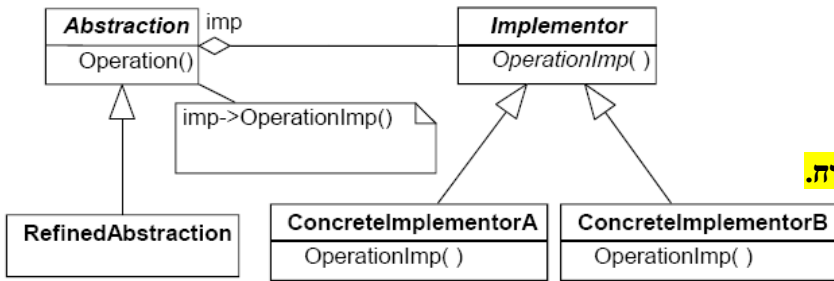 Abstraction
imp
Implementor
Operation()
OperationImp( )
imp->OperationImp()
RefinedAbstraction
ConcreteImplementorA
ConcreteImplementorB
OperationImp( )
OperationImp( )